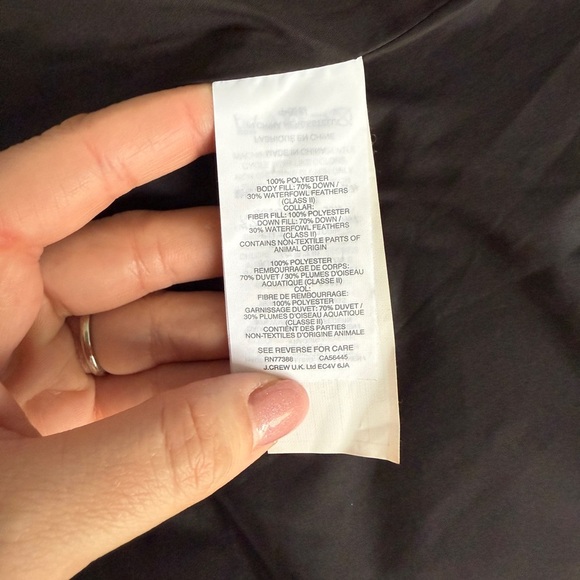 100% POLYESTER
BODY FILL: 70% DOWN /
30% WATERFOWL FEATHERS
(CLASS II)
COLLAR:
FIBER FILL: 100% POLYESTER
DOWN FILL: 70% DOWN /
30% WATERFOWL FEATHERS
(CLASS II)
CONTAINS NON-TEXTILE PARTS OF
ANIMAL ORIGIN
100% POLYESTER
REMBOURRAGE DE CORPS:
70% DUVET / 30% PLUMES D'OISEAU
AQUATIQUE (CLASSE II)
COL:
FIBRE DE REMBOURRAGE:
100% POLYESTER
GARNISSAGE DUVET: 70% DUVET /
30% PLUMES D'OISEAU AQUATIQUE
(CLASSE II)
CONTIENT DES PARTIES
NON-TEXTILES D'ORIGINE ANIMALE
SEE REVERSE FOR CARE
RN77388 CA56445
J.CREW U.K. Ltd EC4V 6JA